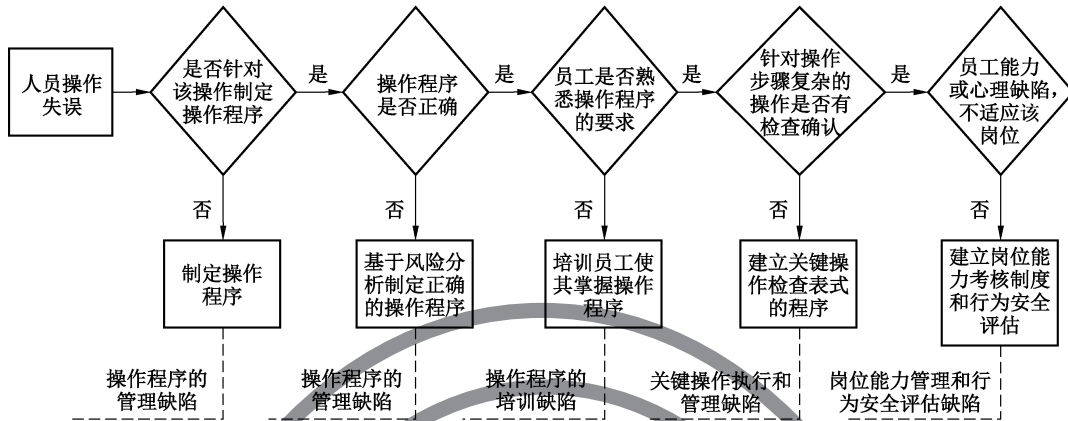 人员操作
失误
是否针对
该操作制定
操作程序
是
操作程序
是否正确
是
员工是否熟
悉操作程序
的要求
是
针对操作
步骤复杂的
操作是否有
检查确认
是
员工能力
或心理缺陷，
不适应该
岗位
否
否
否
否
否
制定操作
程序
基于风险分
析制定正确
的操作程序
培训员工使
其掌握操作
程序
建立关键操
作检查表式
的程序
建立岗位能
力考核制度
和行为安全
评估
操作程序的
管理缺陷
操作程序的
管理缺陷
操作程序的
培训缺陷
关键操作执行和
管理缺陷
岗位能力管理和行
为安全评估缺陷